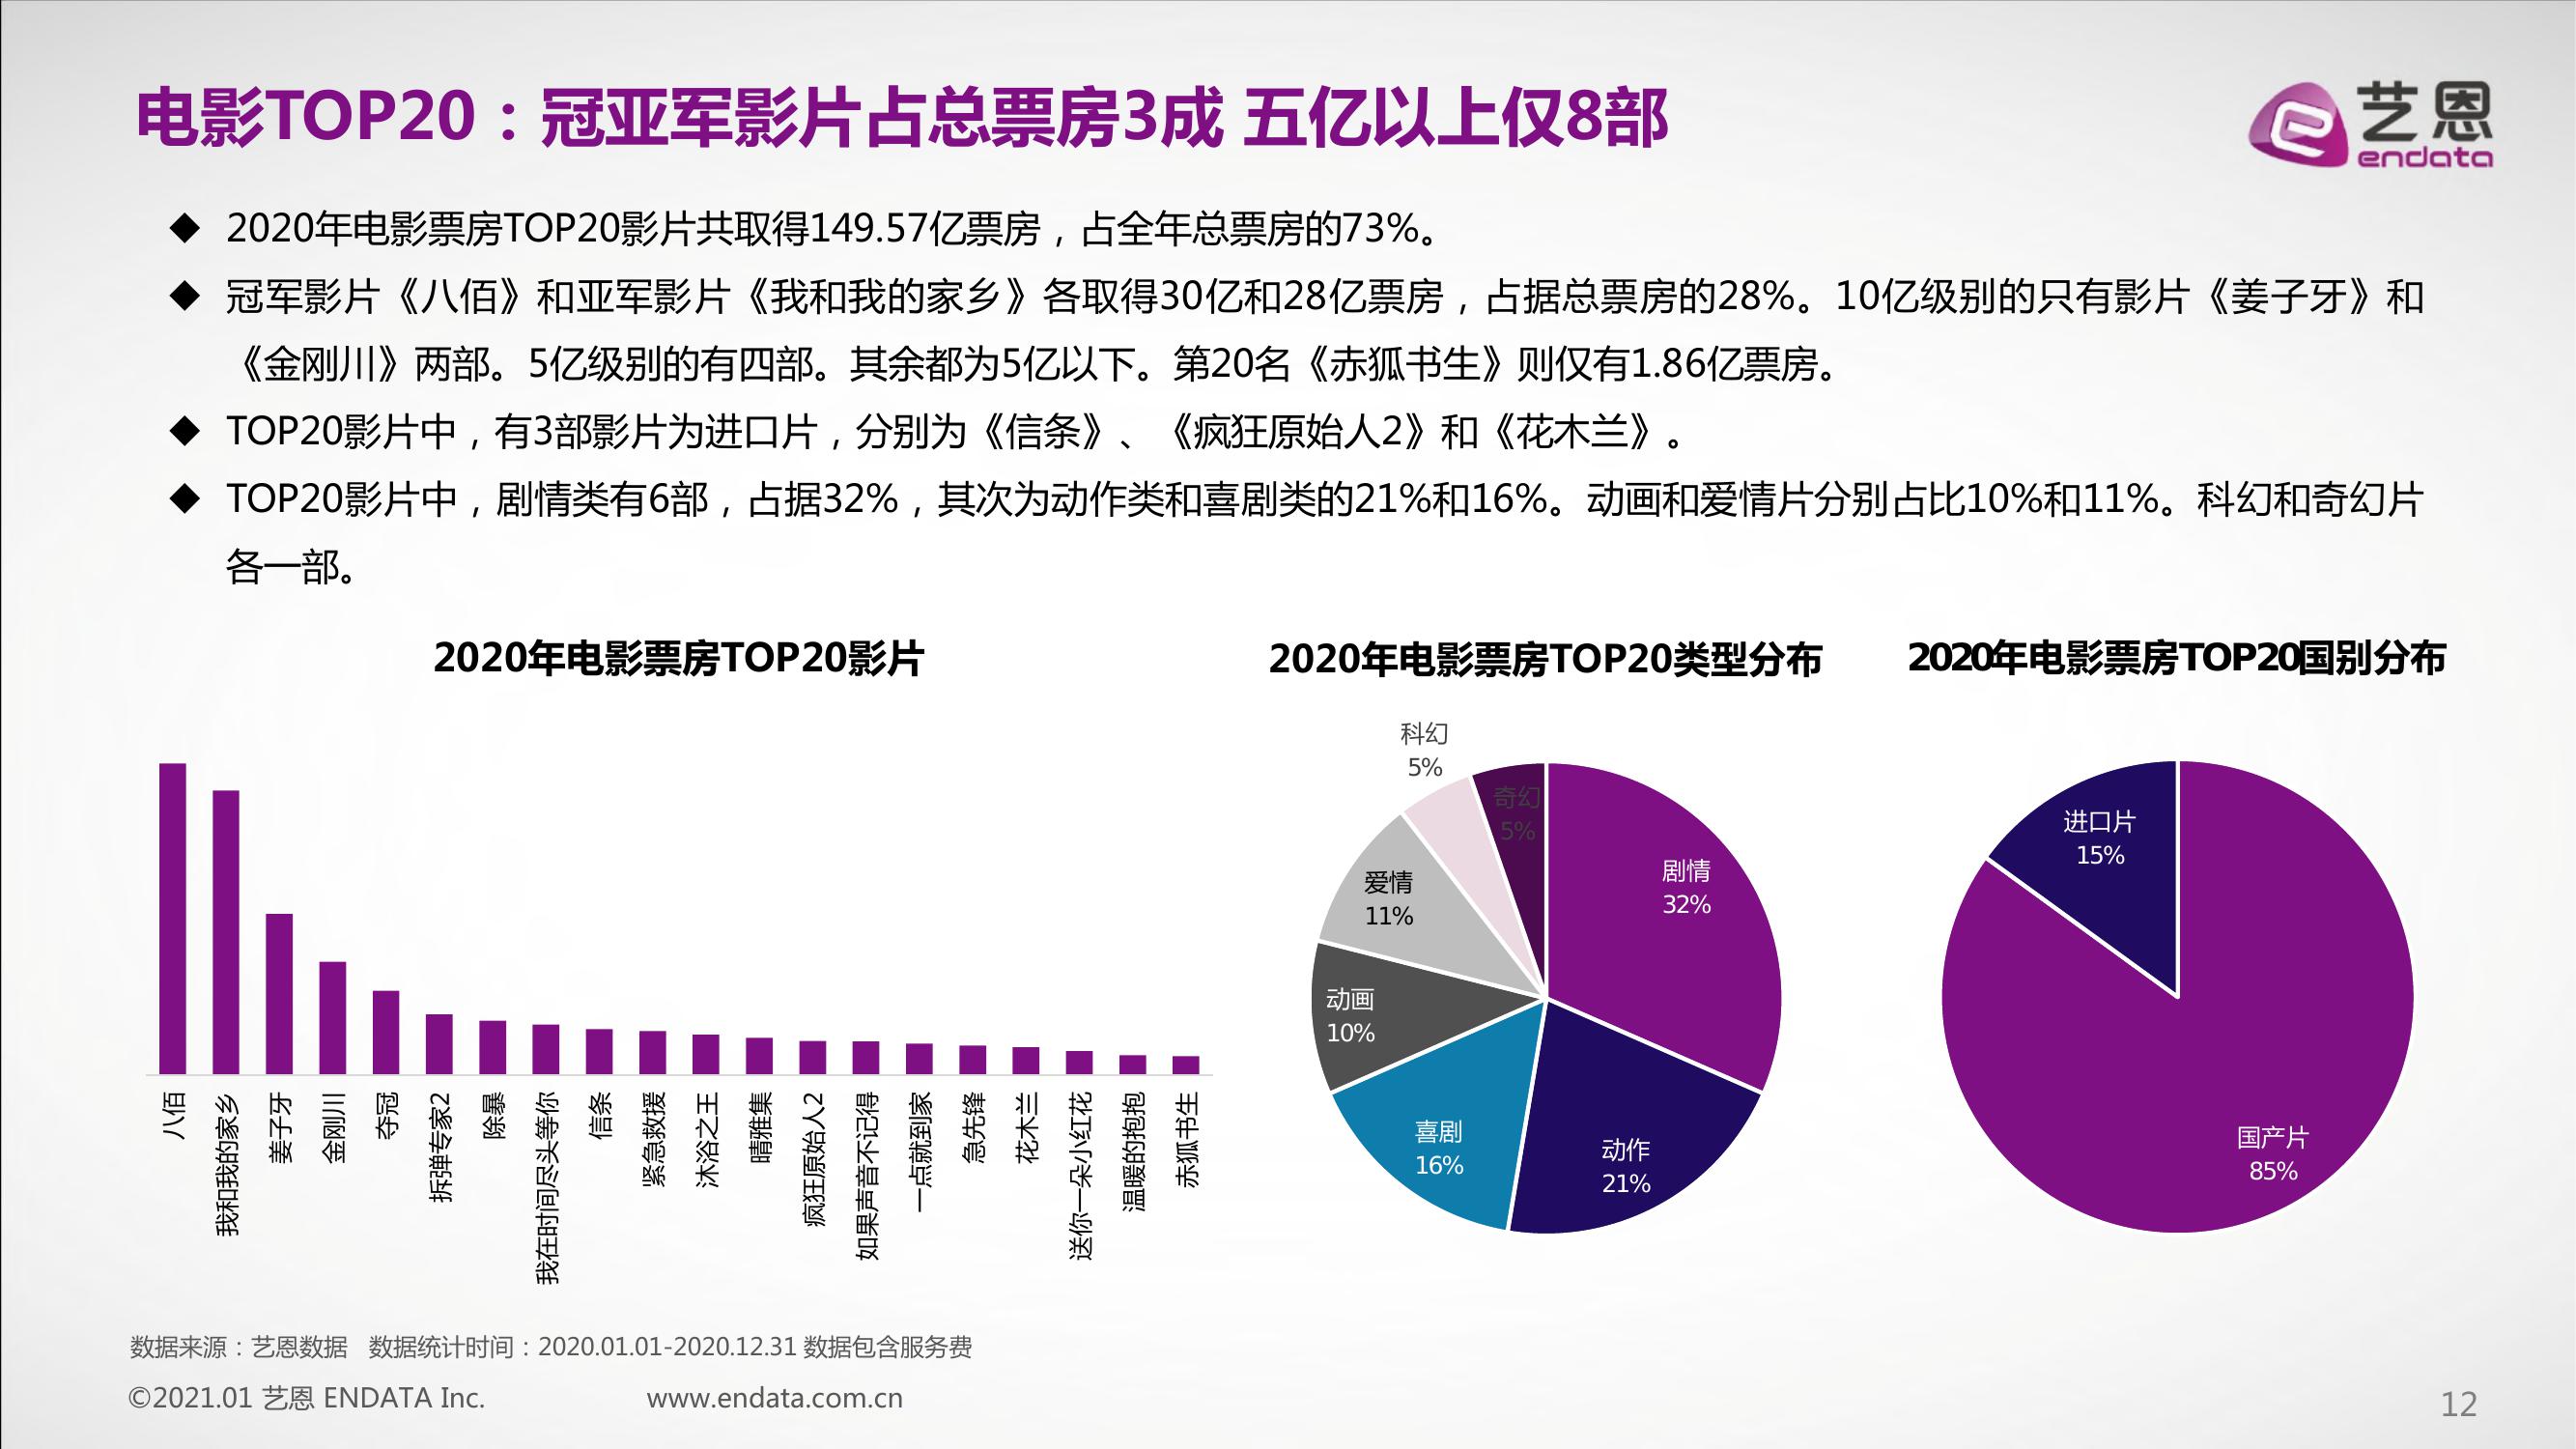 电影TOP20：冠亚军影片占总票房3成 五亿以上仅8部
艺恩
endata
◆ 2020年电影票房TOP20影片共取得149.57亿票房，占全年总票房的73%。
◆ 冠军影片《八佰》和亚军影片《我和我的家乡》各取得30亿和28亿票房，占据总票房的28%。10亿级别的只有影片《姜子牙》和
《金刚川》两部。5亿级别的有四部。其余都为5亿以下。第20名《赤狐书生》则仅有1.86亿票房。
◆ TOP20影片中，有3部影片为进口片，分别为《信条》、《疯狂原始人2》和《花木兰》。
◆ TOP20影片中，剧情类有6部，占据32%，其次为动作类和喜剧类的21%和16%。动画和爱情片分别占比10%和11%。科幻和奇幻片
各一部。
2020年电影票房TOP20影片
八佰
我和我的家乡
姜子牙
金刚川
夺冠
拆弹专家2
除暴
我在时间尽头等你
信条
紧急救援
沐浴之王
晴雅集
疯狂原始人2
如果声音不记得
一点就到家
急先锋
花木兰
送你一朵小红花
温暖的抱抱
赤狐书生
2020年电影票房TOP20类型分布
科幻
5%
奇幻
5%
剧情
32%
爱情
11%
动画
10%
喜剧
16%
动作
21%
2020年电影票房TOP20国别分布
进口片
15%
国产片
85%
数据来源：艺恩数据 数据统计时间：2020.01.01-2020.12.31 数据包含服务费
©2021.01 艺恩 ENDATA Inc.
www.endata.com.cn
12